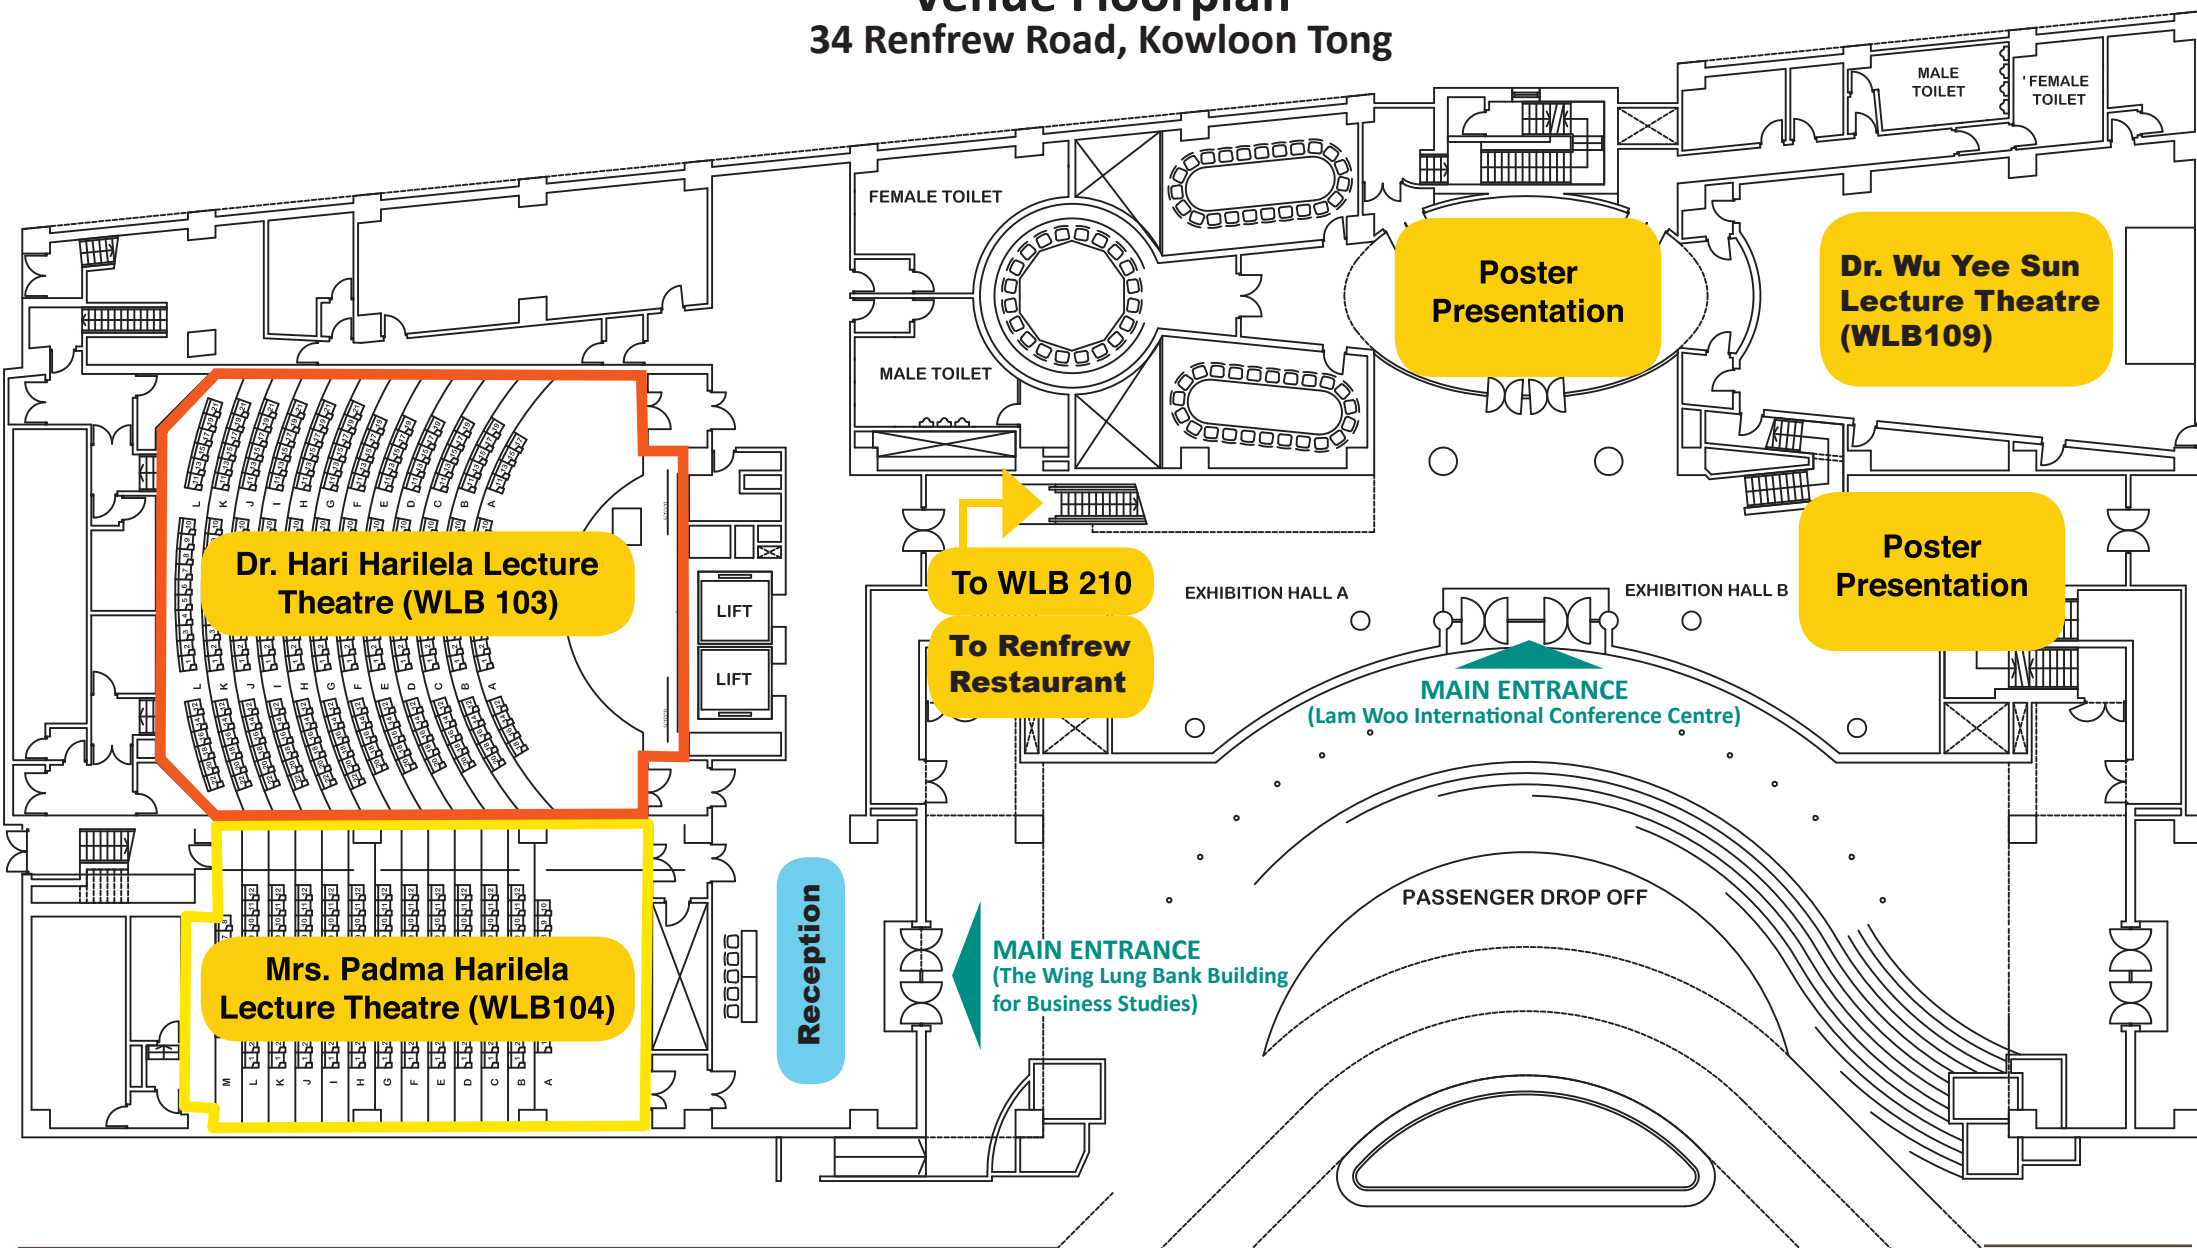 Venue Floorplan
34 Renfrew Road, Kowloon Tong
MALE
TOILET
'FEMALE
TOILET
FEMALE TOILET
MALE TOILET
Poster
Presentation
Dr. Wu Yee Sun
Lecture Theatre
(WLB109)
Dr. Hari Harilela Lecture
Theatre (WLB 103)
L K J I H G F E D C B A
L K J I H G F E D C B A
LIFT
LIFT
To WLB 210
To Renfrew
Restaurant
EXHIBITION HALL A
EXHIBITION HALL B
Poster
Presentation
MAIN ENTRANCE
(Lam Woo International Conference Centre)
PASSENGER DROP OFF
Reception
MAIN ENTRANCE
(The Wing Lung Bank Building
for Business Studies)
Mrs. Padma Harilela
Lecture Theatre (WLB104)
M L K J I H G F E D C B A